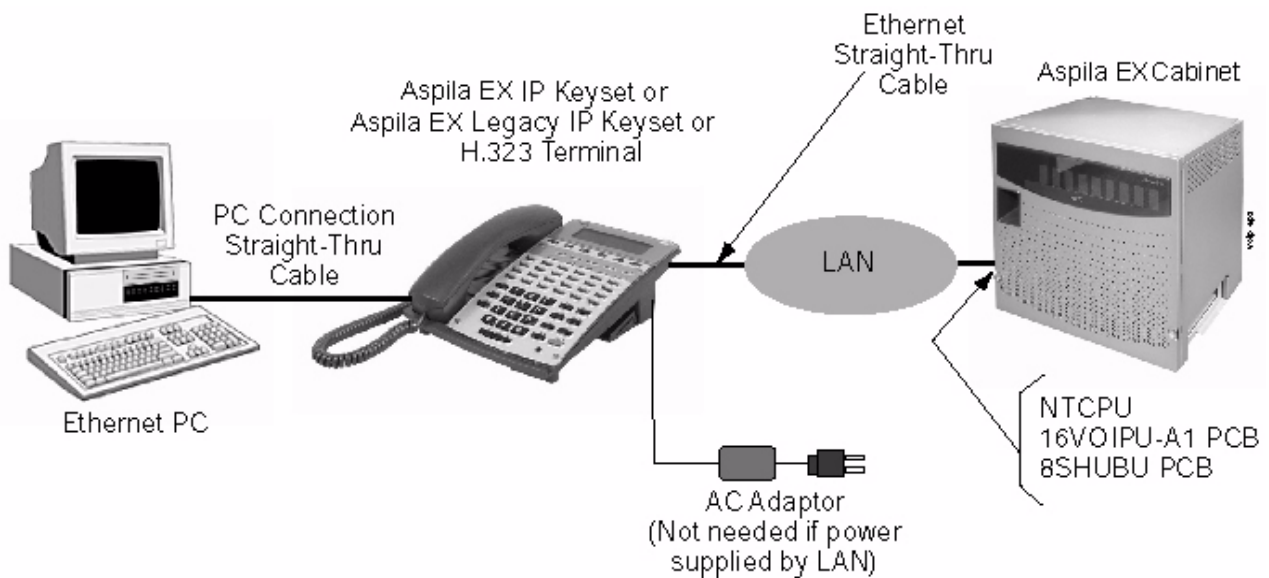 Ethernet
Straight-Thru
Cable
Aspila EX Cabinet
Aspila EX IP Keyset or
Aspila EX Legacy IP Keyset or
H.323 Terminal
PC Connection
Straight-Thru
Cable
LAN
Ethernet PC
NTCPU
16VOIPU-A1 PCB
8SHUBU PCB
AC Adaptor
(Not needed if power
supplied by LAN)